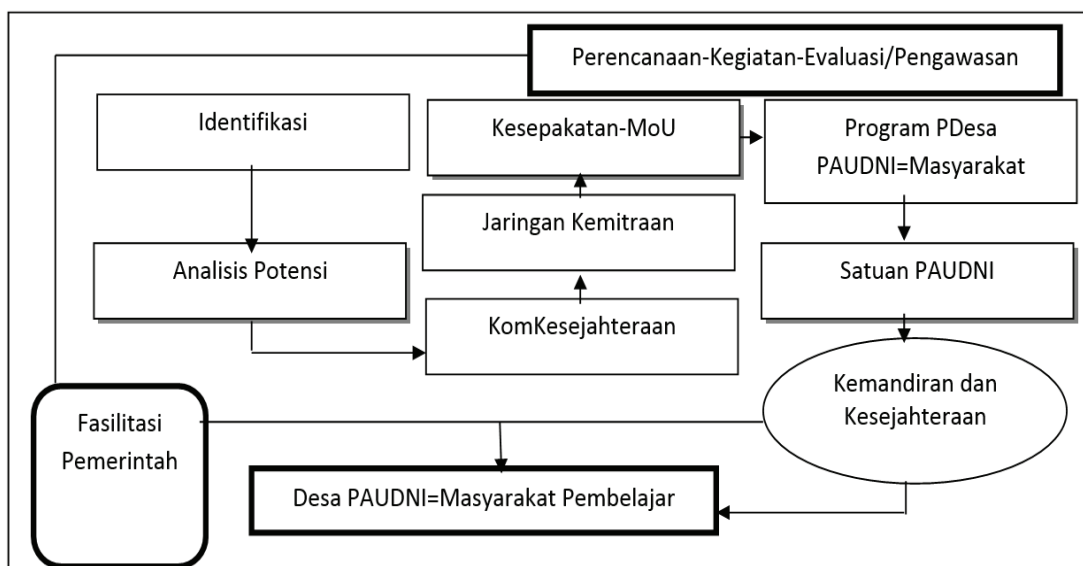 Perencanaan-Kegiatan-Evaluasi/Pengawasan
Identifikasi
Kesepakatan-MoU
Program PDesa
PAUDNI=Masyarakat
Jaringan Kemitraan
Analisis Potensi
Satuan PAUDNI
KomKesejahteraan
Kemandiran dan
Kesejahteraan
Fasilitasi
Pemerintah
Desa PAUDNI=Masyarakat Pembelajar